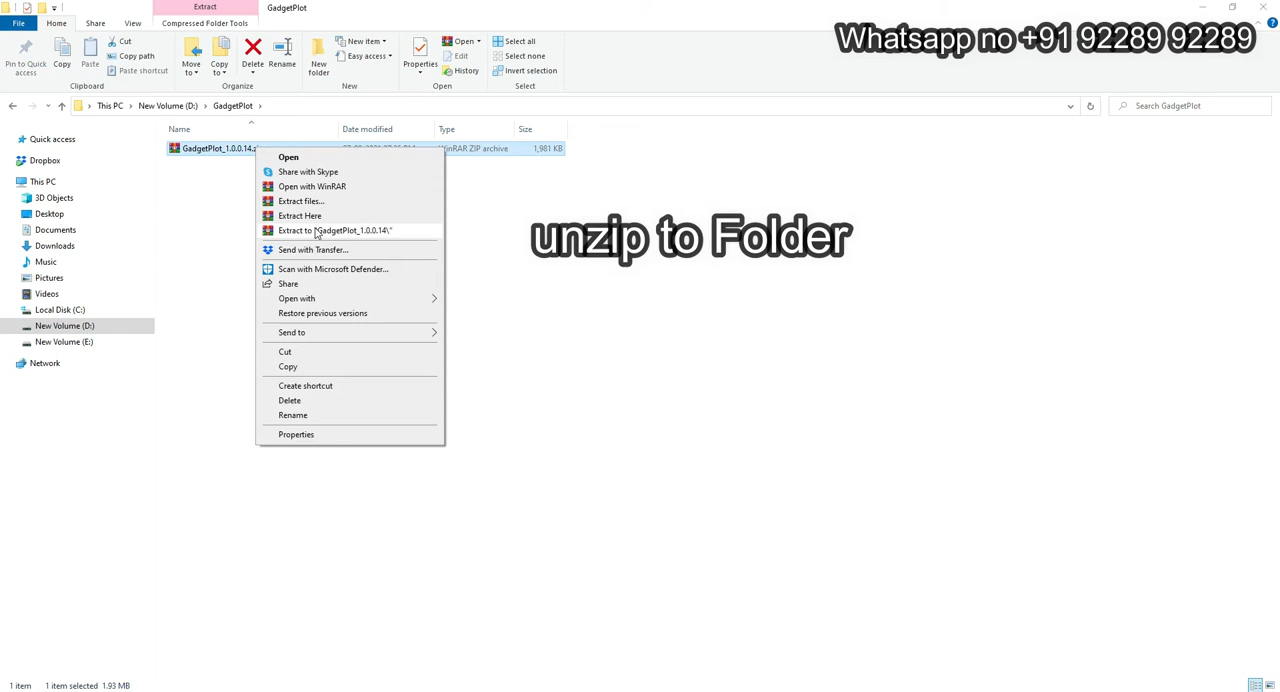 Extract
GadgetPlot
File
Home
Share
View
Compressed Folder Tools
Whatsapp no +91 92289 92289
Pin to Quick access
Copy
Paste
Cut
Copy path
Paste shortcut
Clipboard
Move to
Copy to
Delete
Rename
Organize
New folder
New item
Easy access
New
Properties
Open
Edit
History
Open
Select all
Select none
Invert selection
Select
This PC > New Volume (D:) > GadgetPlot >
Search GadgetPlot
Name
Date modified
Type
Size
GadgetPlot_1.0.0.14
WinRAR ZIP archive
1,981 KB
Quick access
Dropbox
This PC
3D Objects
Desktop
Documents
Downloads
Music
Pictures
Videos
Local Disk (C:)
New Volume (D:)
New Volume (E:)
Network
Open
Share with Skype
Open with WinRAR
Extract files...
Extract Here
Extract to "GadgetPlot_1.0.0.14\"
Send with Transfer...
Scan with Microsoft Defender...
Share
Open with
Restore previous versions
Send to
Cut
Copy
Create shortcut
Delete
Rename
Properties
unzip to Folder
1 item
1 item selected 1.93 MB